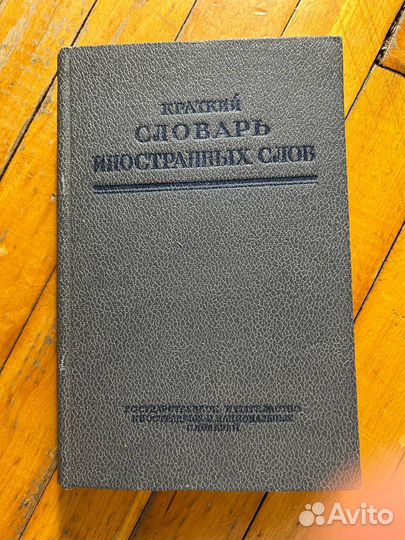 КРАТКИЙ
СЛОВАРЬ
ИНОСТРАННЫХ СЛОВ
ГОСУДАРСТВЕННОЕ ИЗДАТЕЛЬСТВО
ИНОСТРАННЫХ И НАЦИОНАЛЬНЫХ
СЛОВАРЕЙ
Avito